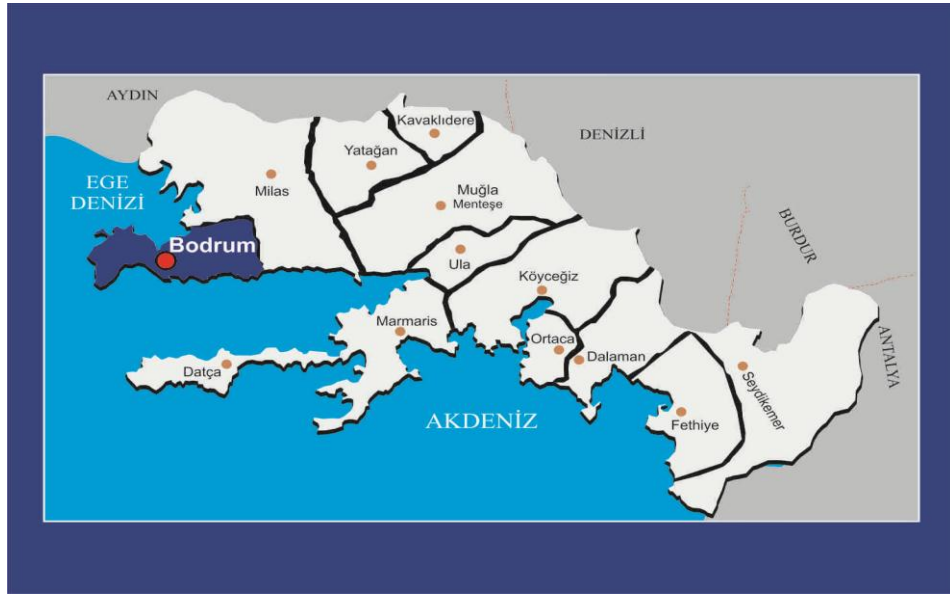 AYDIN
Kavaklıdere
DENİZLİ
Yatağan
EGE
DENİZİ
Milas
Muğla
Menteşe
BURDUR
Bodrum
Ula
Köyceğiz
Marmaris
Ortaca
Dalaman
ANTALYA
Datça
Seydikemer
AKDENİZ
Fethiye